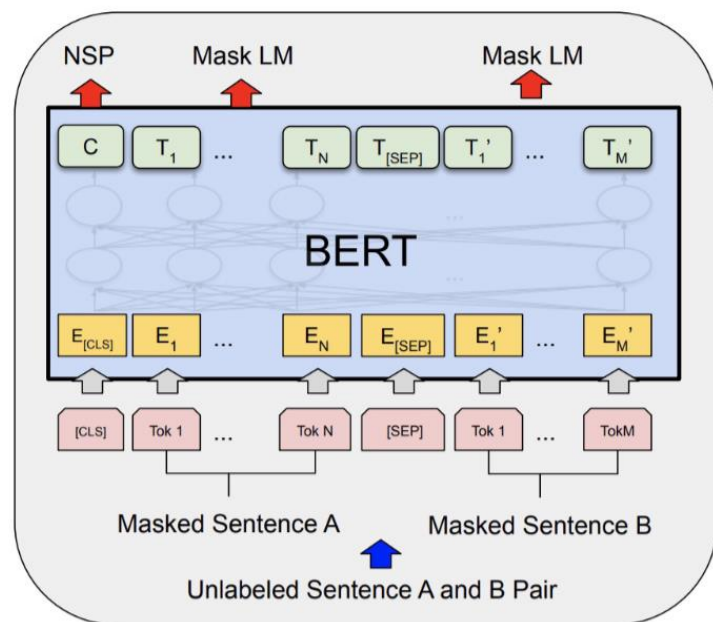 NSP Mask LM Mask LM
C T1 ... TN T[SEP] T1' ... TM'
...
BERT
...
E[CLS] E1 ... EN E[SEP] E1' ... EM'
[CLS] Tok 1 ... Tok N [SEP] Tok 1 ... TokM
Masked Sentence A Masked Sentence B
Unlabeled Sentence A and B Pair